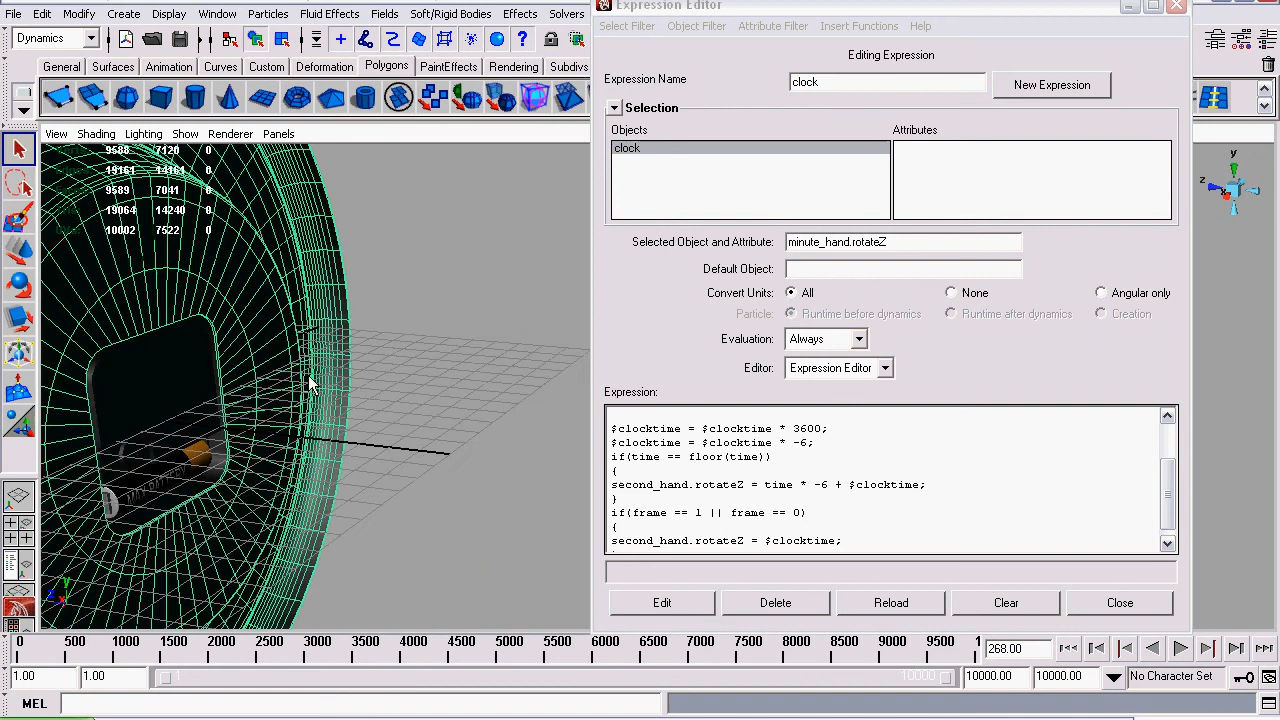 Expression Editor
File Edit Modify Create Display Window Particles Fluid Effects Fields Soft/Rigid Bodies Effects Solvers
Select Filter Object Filter Attribute Filter Insert Functions Help
Dynamics
Editing Expression
General Surfaces Animation Curves Custom Deformation Polygons PaintEffects Rendering Subdivs
Expression Name clock New Expression
Selection
Objects Attributes
clock
View Shading Lighting Show Renderer Panels
9586 7120 0
19161 14161 0
9589 7041 0
19064 14240 0
10002 7522 0
y
z
x
Selected Object and Attribute: minute_hand.rotateZ
Default Object:
Convert Units: All None Angular only
Particle: Runtime before dynamics Runtime after dynamics Creation
Evaluation: Always
Editor: Expression Editor
Expression:
$clocktime = $clocktime * 3600;
$clocktime = $clocktime * -6;
if(time == floor(time))
{
second_hand.rotateZ = time * -6 + $clocktime;
}
if(frame == 1 || frame == 0)
{
second_hand.rotateZ = $clocktime;
Edit Delete Reload Clear Close
y
z x
500 1000 1500 2000 2500 3000 3500 4000 4500 5000 5500 6000 6500 7000 7500 8000 8500 9000 9500 1
268.00
1.00 1.00 1 10000 10000.00 10000.00 No Character Set
MEL